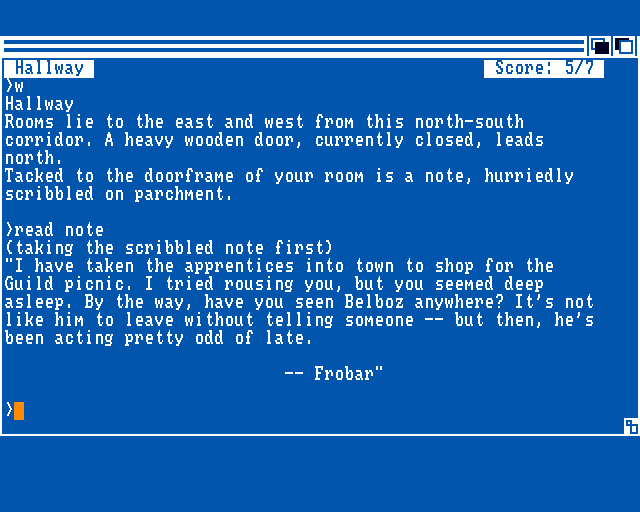 Hallway Score: 5/7
>w
Hallway
Rooms lie to the east and west from this north-south
corridor. A heavy wooden door, currently closed, leads
north.
Tacked to the doorframe of your room is a note, hurriedly
scribbled on parchment.
>read note
(taking the scribbled note first)
"I have taken the apprentices into town to shop for the
Guild picnic. I tried rousing you, but you seemed deep
asleep. By the way, have you seen Belboz anywhere? It's not
like him to leave without telling someone -- but then, he's
been acting pretty odd of late.
-- Frobar"
>